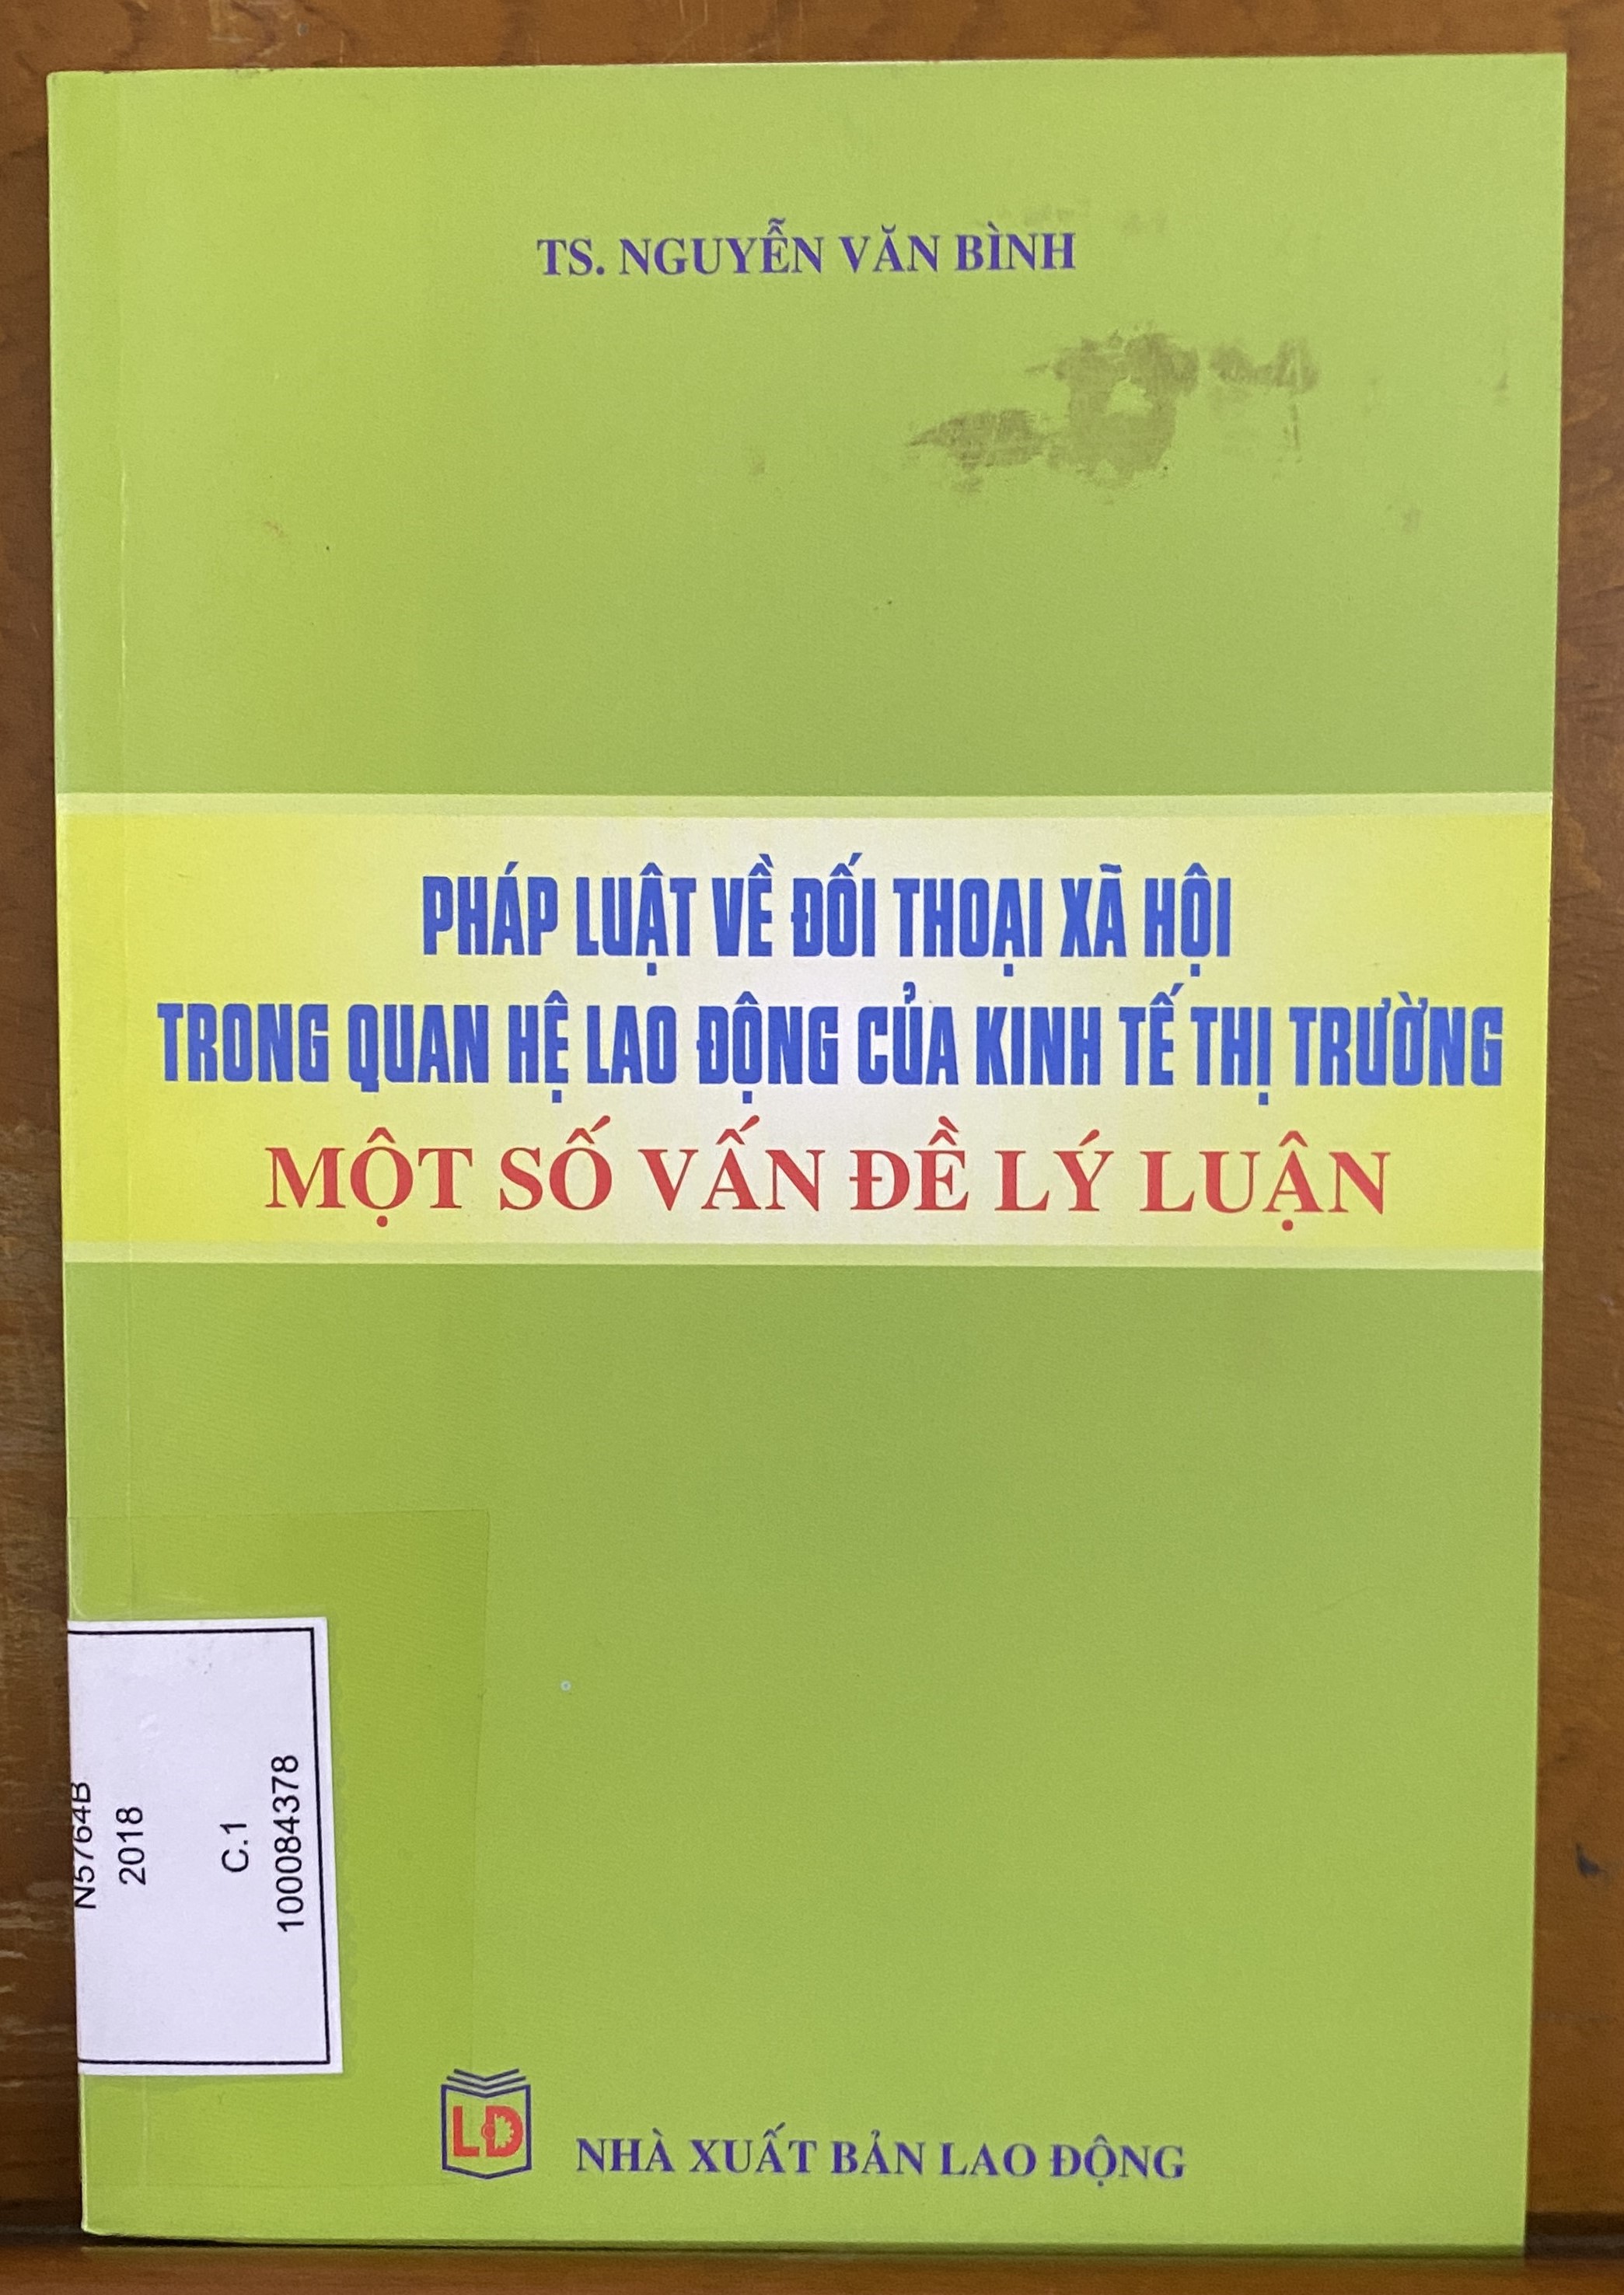 TS. NGUYỄN VĂN BÌNH
PHÁP LUẬT VỀ ĐỐI THOẠI XÃ HỘI
TRONG QUAN HỆ LAO ĐỘNG CỦA KINH TẾ THỊ TRƯỜNG
MỘT SỐ VẤN ĐỀ LÝ LUẬN
N5764B
2018
C.1
100084378
LĐ
NHÀ XUẤT BẢN LAO ĐỘNG